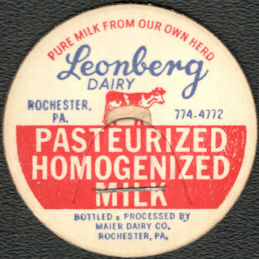 PURE MILK FROM OUR OWN HERD
Leonberg
DAIRY
ROCHESTER,
PA.
774-4772
PASTEURIZED
HOMOGENIZED
MILK
BOTTLED & PROCESSED BY
MAIER DAIRY CO.
ROCHESTER, PA.